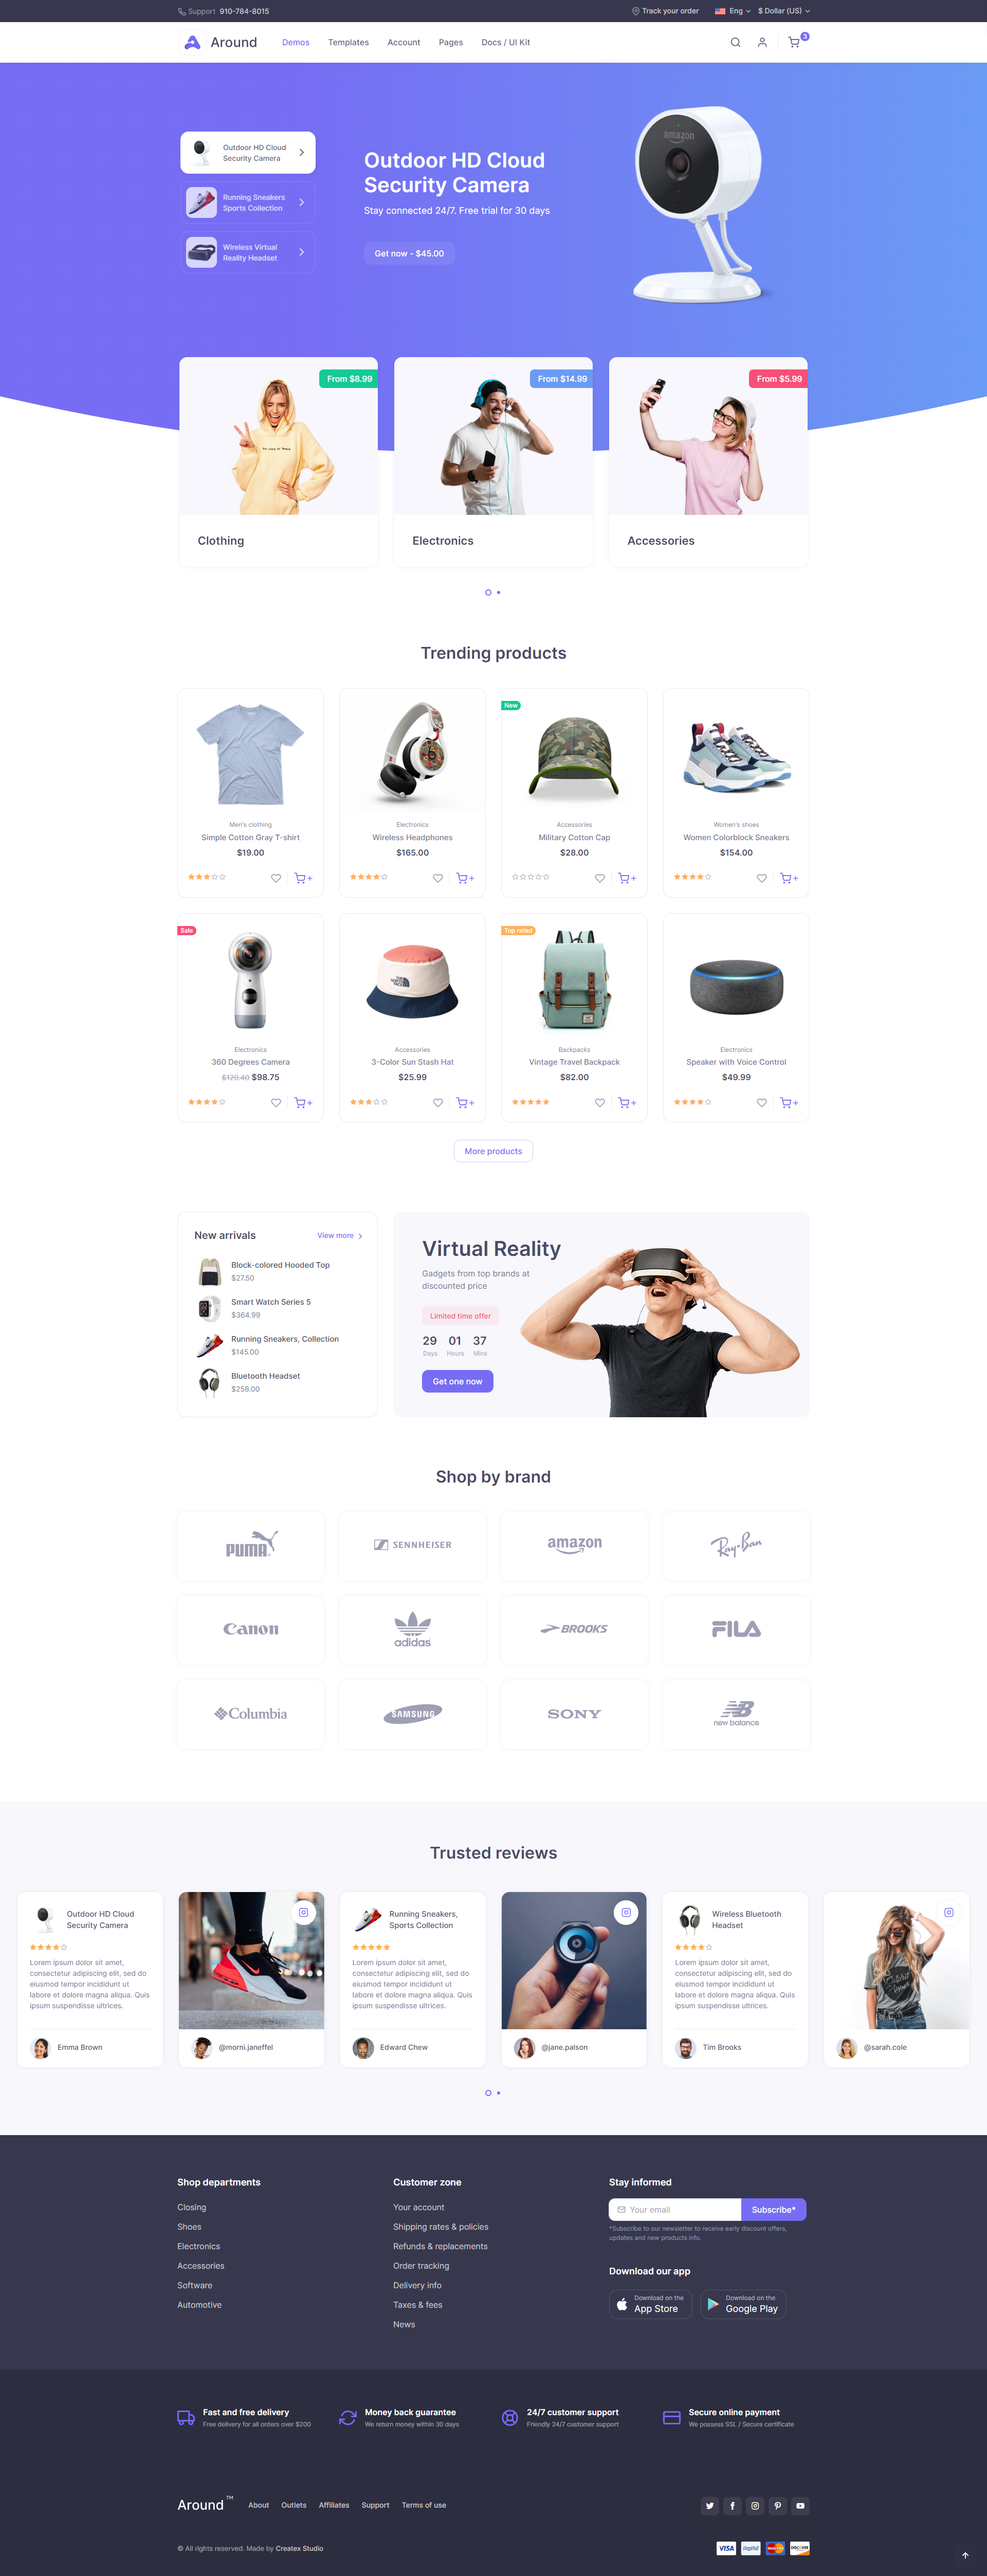 Support 910-784-8015
Track your order
Eng
$ Dollar (US)
Around
Demos
Templates
Account
Pages
Docs / UI Kit
3
Outdoor HD Cloud
Security Camera
Running Sneakers
Sports Collection
Wireless Virtual
Reality Headset
Outdoor HD Cloud
Security Camera
Stay connected 24/7. Free trial for 30 days
Get now - $45.00
amazon
From $8.99
From $14.99
From $5.99
Clothing
Electronics
Accessories
Trending products
Men's clothing
Simple Cotton Gray T-shirt
$19.00
Electronics
Wireless Headphones
$165.00
New
Accessories
Military Cotton Cap
$28.00
Women's shoes
Women Colorblock Sneakers
$154.00
Sale
Electronics
360 Degrees Camera
$120.40 $98.75
Accessories
3-Color Sun Stash Hat
$25.99
Top rated
Backpacks
Vintage Travel Backpack
$82.00
Electronics
Speaker with Voice Control
$49.99
More products
New arrivals
View more
Block-colored Hooded Top
$27.50
Smart Watch Series 5
$364.99
Running Sneakers, Collection
$145.00
Bluetooth Headset
$258.00
Virtual Reality
Gadgets from top brands at
discounted price
Limited time offer
29 01 37
Days Hours Mins
Get one now
Shop by brand
PUMA
SENNHEISER
amazon
Ray-Ban
Canon
adidas
BROOKS
FILA
Columbia
SAMSUNG
SONY
new balance
Trusted reviews
Outdoor HD Cloud
Security Camera
Lorem ipsum dolor sit amet,
consectetur adipiscing elit, sed do
eiusmod tempor incididunt ut
labore et dolore magna aliqua. Quis
ipsum suspendisse ultrices.
Emma Brown
@morni.janeffel
Running Sneakers,
Sports Collection
Lorem ipsum dolor sit amet,
consectetur adipiscing elit, sed do
eiusmod tempor incididunt ut
labore et dolore magna aliqua. Quis
ipsum suspendisse ultrices.
Edward Chew
@jane.palson
Wireless Bluetooth
Headset
Lorem ipsum dolor sit amet,
consectetur adipiscing elit, sed do
eiusmod tempor incididunt ut
labore et dolore magna aliqua. Quis
ipsum suspendisse ultrices.
Tim Brooks
@sarah.cole
Shop departments
Closing
Shoes
Electronics
Accessories
Software
Automotive
Customer zone
Your account
Shipping rates & policies
Refunds & replacements
Order tracking
Delivery info
Taxes & fees
News
Stay informed
Your email
Subscribe*
*Subscribe to our newsletter to receive early discount offers,
updates and new products info.
Download our app
Download on the
App Store
Download on the
Google Play
Fast and free delivery
Free delivery for all orders over $200
Money back guarantee
We return money within 30 days
24/7 customer support
Friendly 24/7 customer support
Secure online payment
We possess SSL / Secure certificate
Around™
About
Outlets
Affiliates
Support
Terms of use
© All rights reserved. Made by Createx Studio
VISA
PayPal
DISCOVER